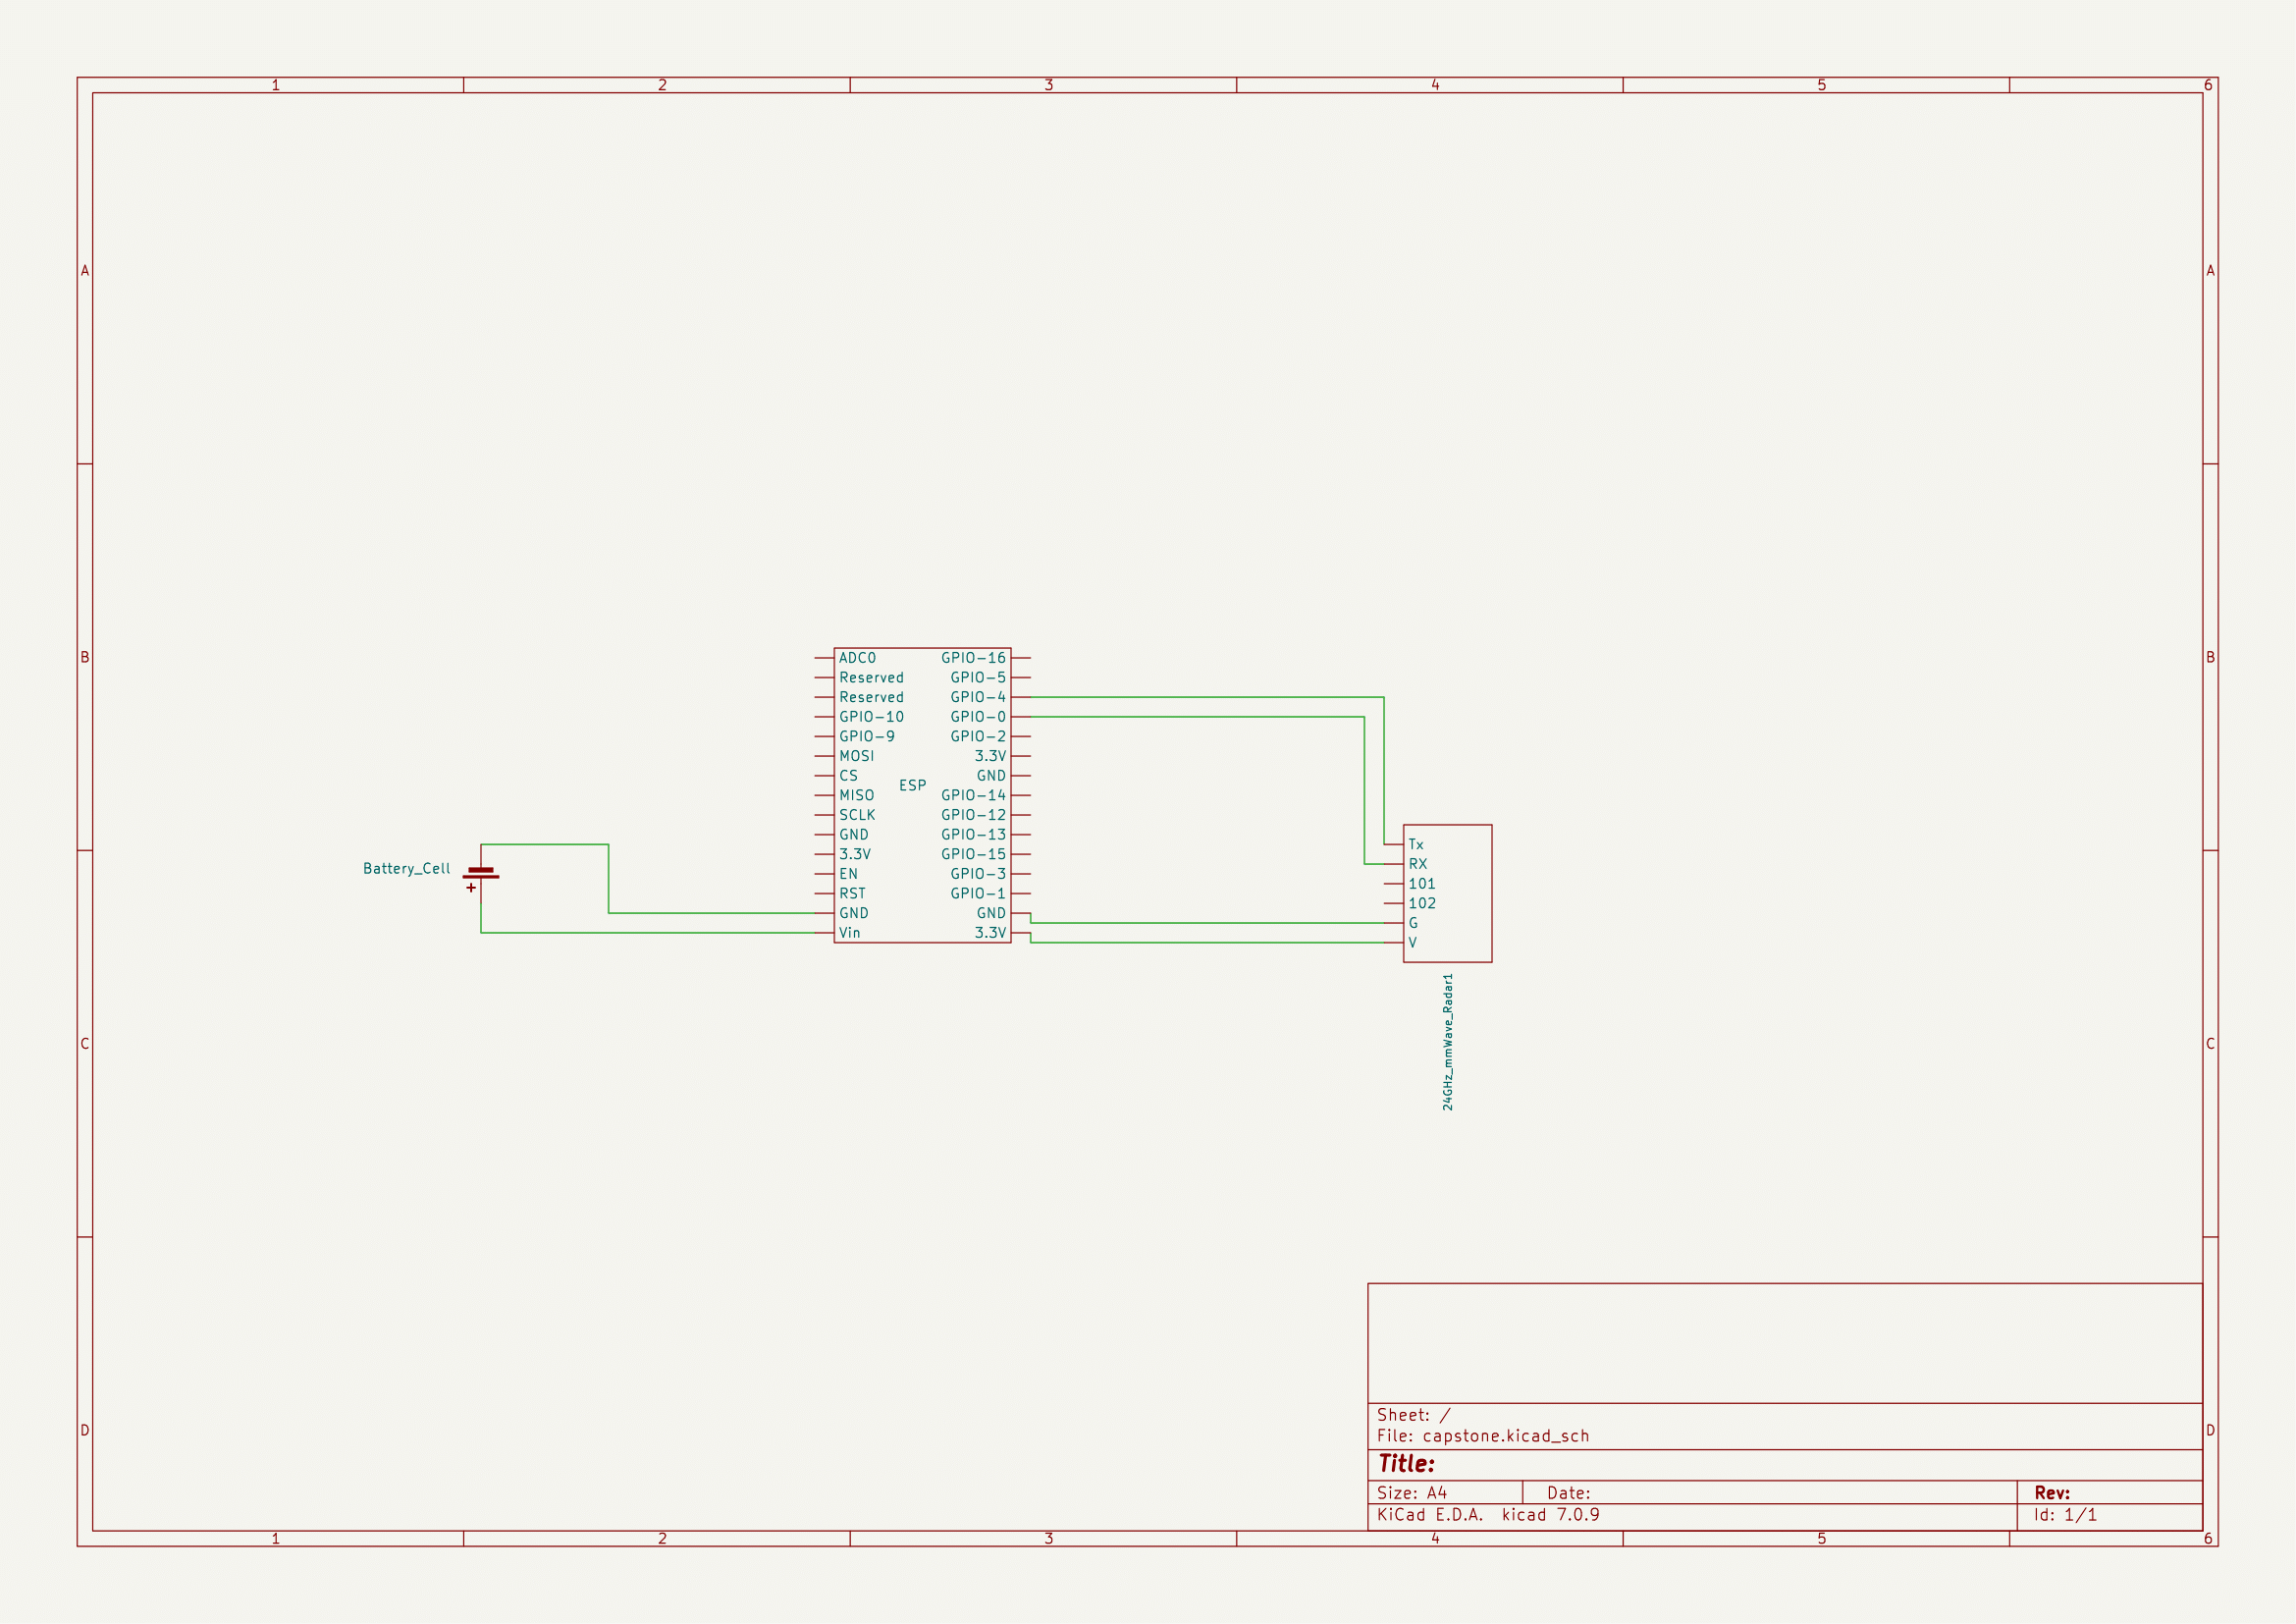 1 2 3 4 5 6
A A
B B
ADC0 GPIO-16
Reserved GPIO-5
Reserved GPIO-4
GPIO-10 GPIO-0
GPIO-9 GPIO-2
MOSI 3.3V
CS GND
ESP
MISO GPIO-14
SCLK GPIO-12
GND GPIO-13
3.3V GPIO-15
EN GPIO-3
RST GPIO-1
GND GND
Vin 3.3V
Battery_Cell
+
Tx
RX
101
102
G
V
24GHz_mmWave_Radar1
C C
D D
Sheet: /
File: capstone.kicad_sch
Title:
Size: A4 Date: Rev:
KiCad E.D.A. kicad 7.0.9 Id: 1/1
1 2 3 4 5 6